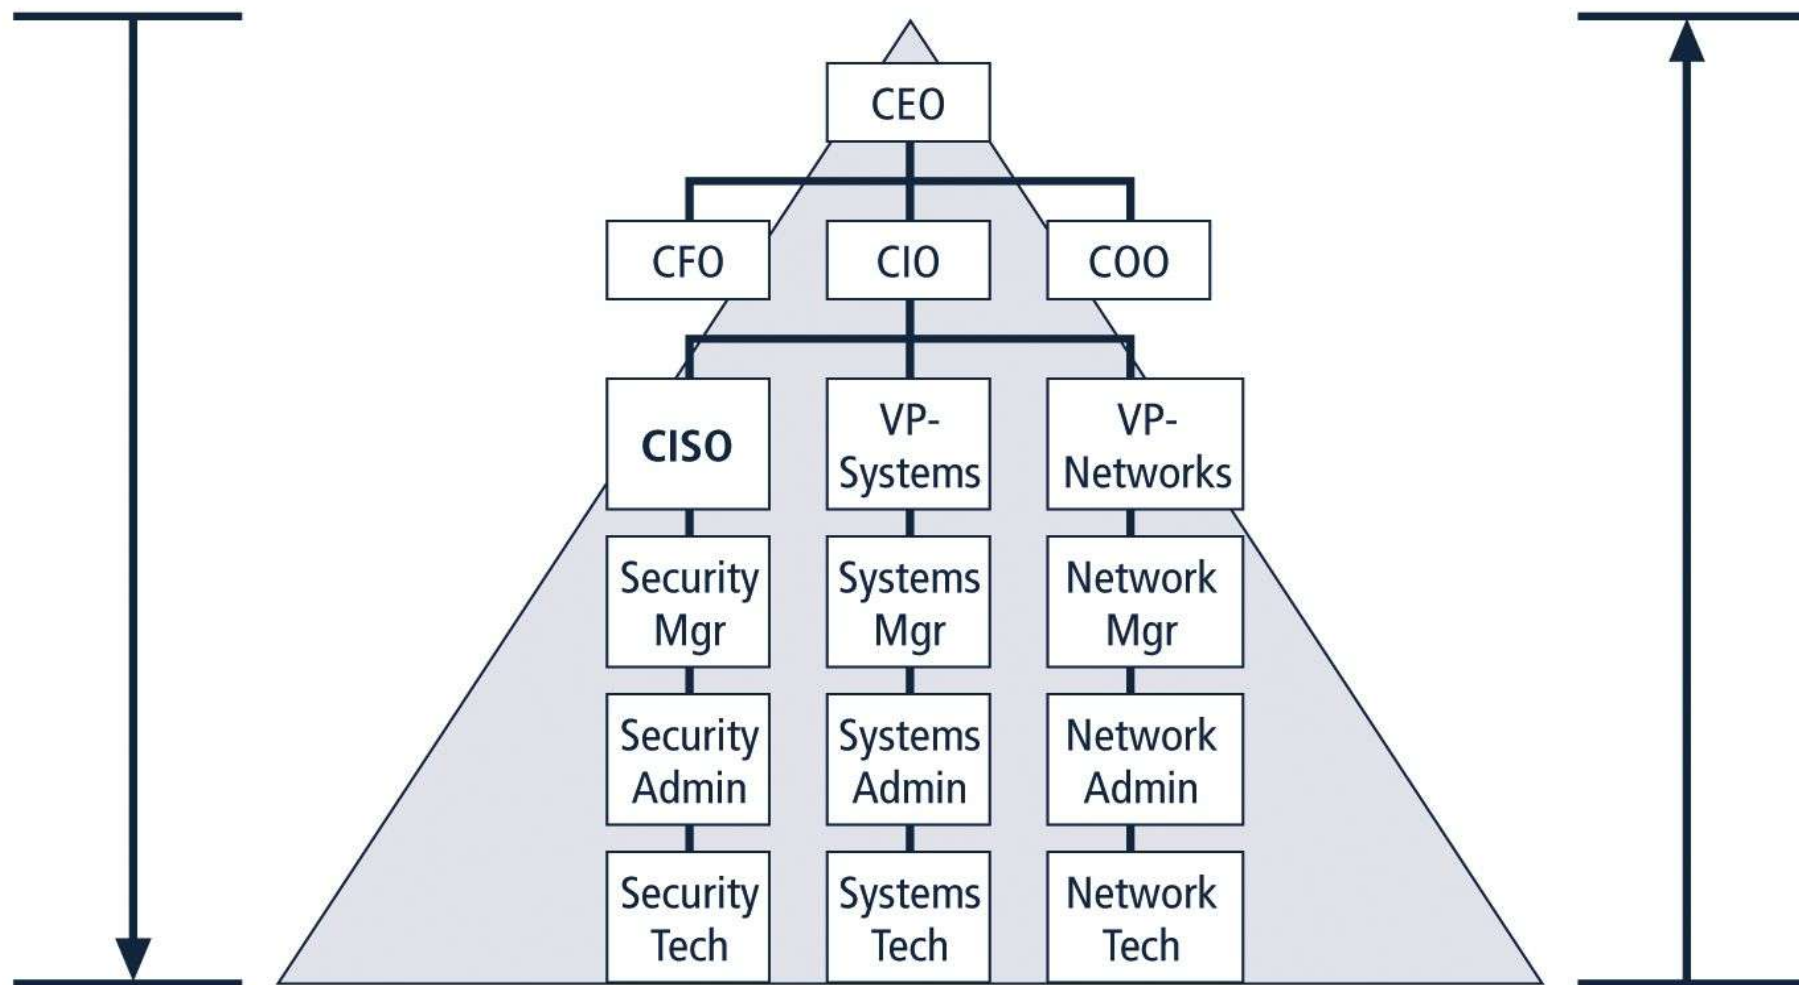 CEO
CFO
CIO
COO
CISO
VP-
Systems
VP-
Networks
Security
Mgr
Systems
Mgr
Network
Mgr
Security
Admin
Systems
Admin
Network
Admin
Security
Tech
Systems
Tech
Network
Tech